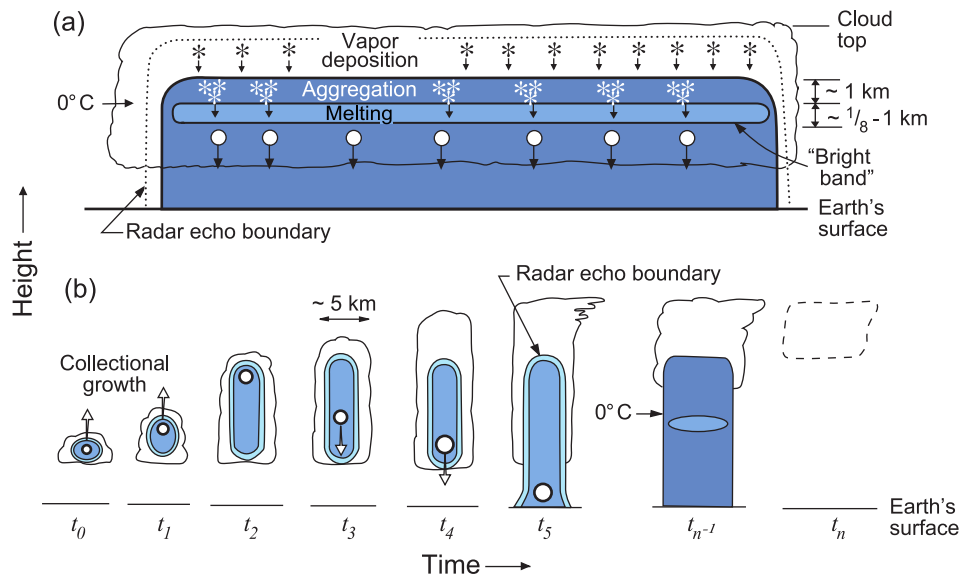 (a)
Cloud
top
Vapor
deposition
0°C
Aggregation
~ 1 km
Melting
~ 1/8 - 1 km
"Bright
band"
Radar echo boundary
Earth's
surface
Height
(b)
Radar echo boundary
~ 5 km
Collectional
growth
0°C
t0
t1
t2
t3
t4
t5
tn-1
tn
Earth's
surface
Time